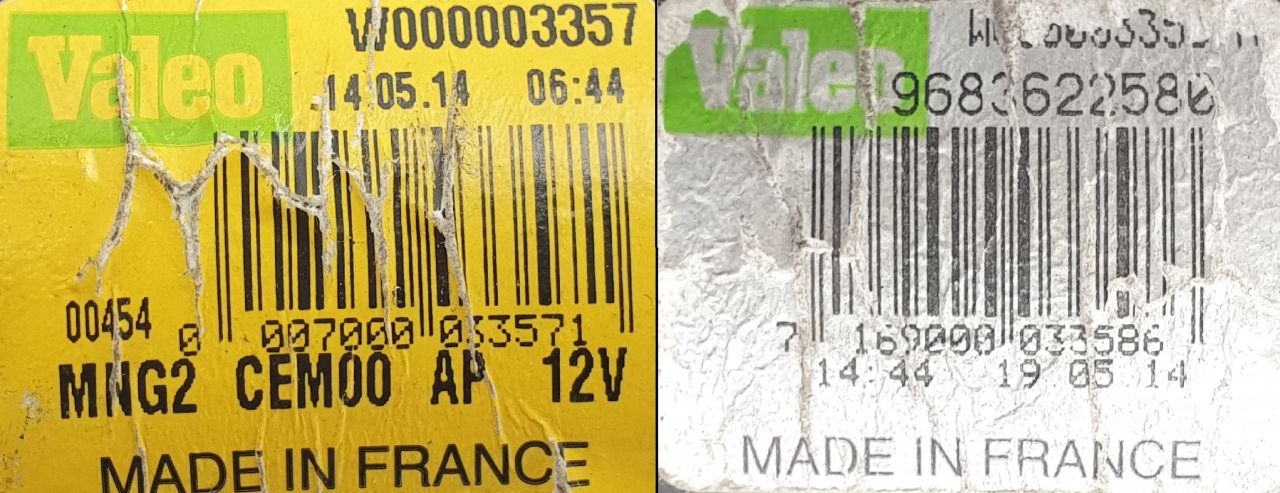 Valeo
W000003357
14.05.14 06:44
00454
0 007000 033571
MNG2 CEM00 AP 12V
MADE IN FRANCE
Valeo
9683622580
7 169000 033586
14:44 19.05.14
MADE IN FRANCE